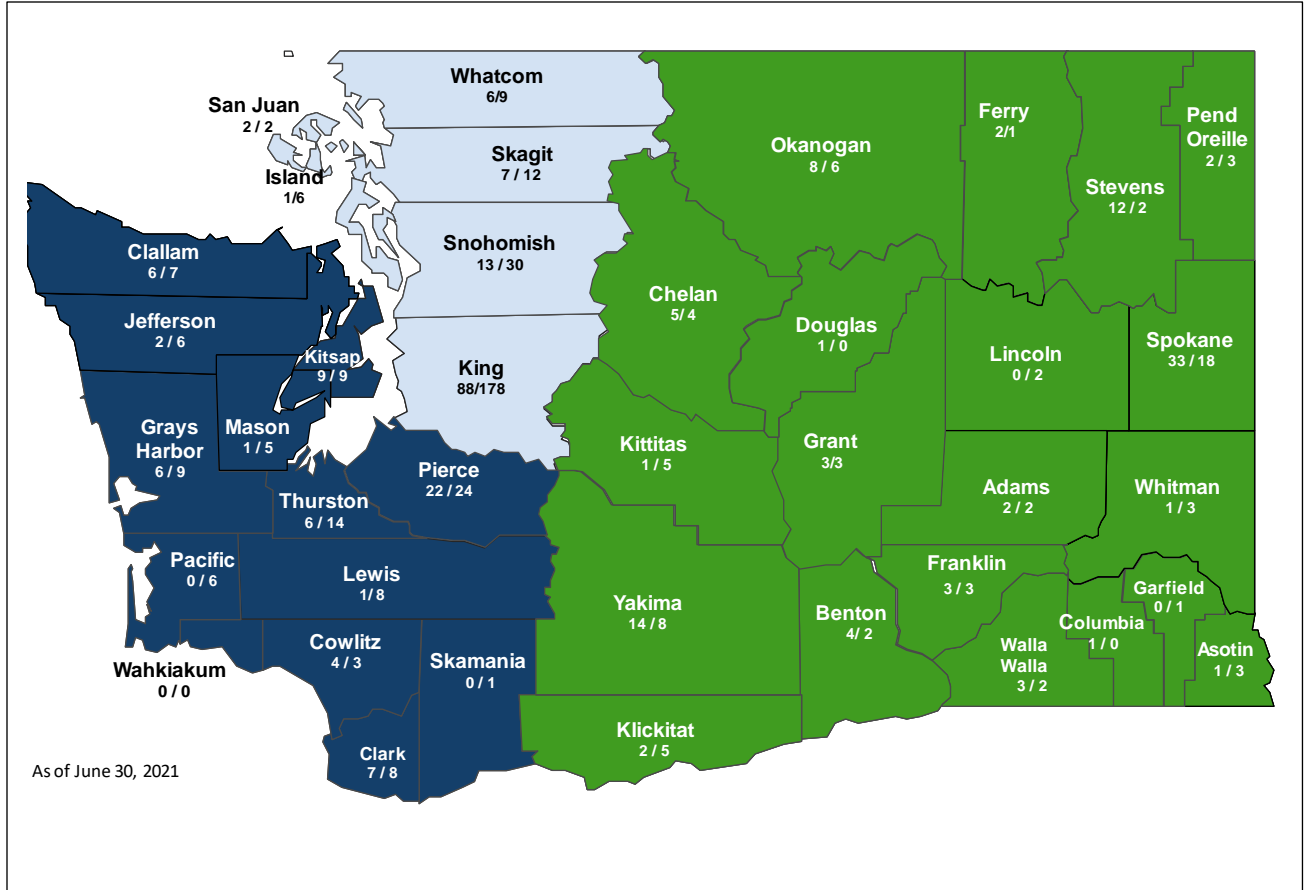 Whatcom
6/9
San Juan
2 / 2
Skagit
7 / 12
Island
1/6
Snohomish
13 / 30
King
88/178
Clallam
6 / 7
Jefferson
2 / 6
Kitsap
9 / 9
Grays
Harbor
6 / 9
Mason
1 / 5
Pierce
22 / 24
Thurston
6 / 14
Pacific
0 / 6
Lewis
1/ 8
Wahkiakum
0 / 0
Cowlitz
4 / 3
Skamania
0 / 1
Clark
7 / 8
Okanogan
8 / 6
Ferry
2/1
Stevens
12 / 2
Pend
Oreille
2 / 3
Chelan
5/ 4
Douglas
1 / 0
Lincoln
0 / 2
Spokane
33 / 18
Kittitas
1 / 5
Grant
3/3
Adams
2 / 2
Whitman
1 / 3
Yakima
14 / 8
Benton
4/ 2
Franklin
3 / 3
Walla
Walla
3 / 2
Columbia
1 / 0
Garfield
0 / 1
Asotin
1 / 3
Klickitat
2 / 5
As of June 30, 2021